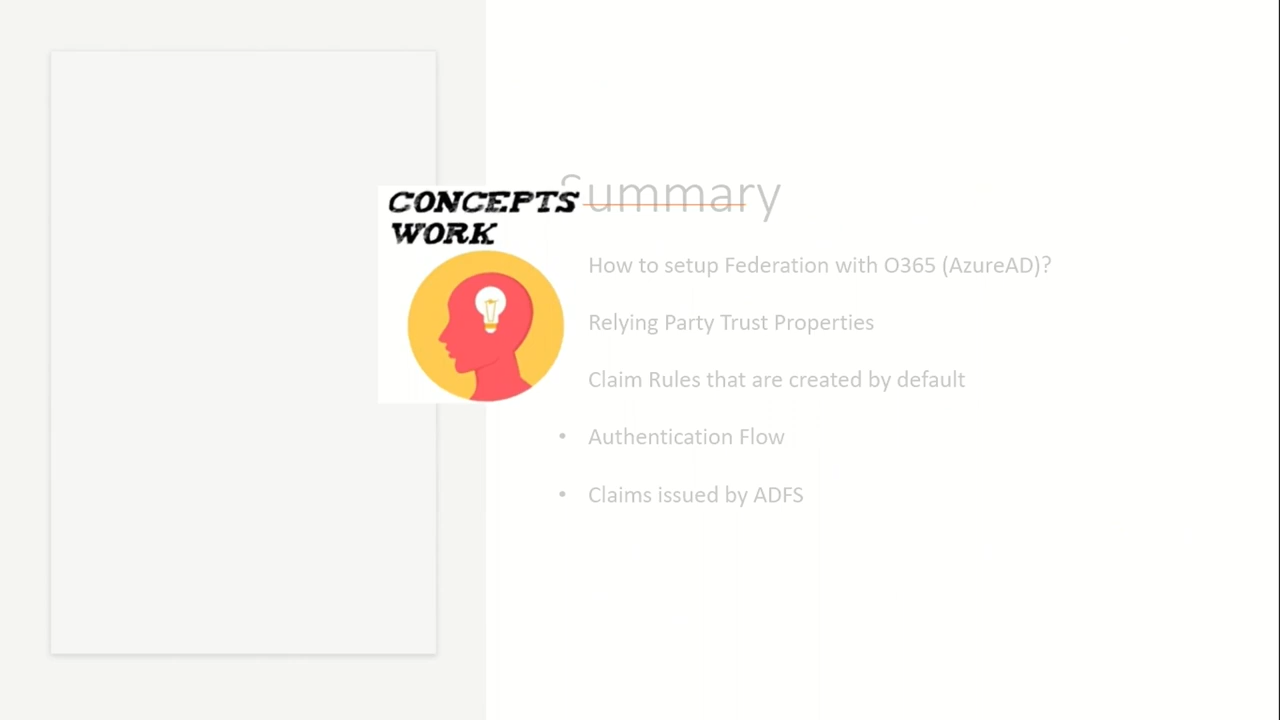 Summary
CONCEPTS
WORK
How to setup Federation with O365 (AzureAD)?
Relying Party Trust Properties
Claim Rules that are created by default
• Authentication Flow
• Claims issued by ADFS